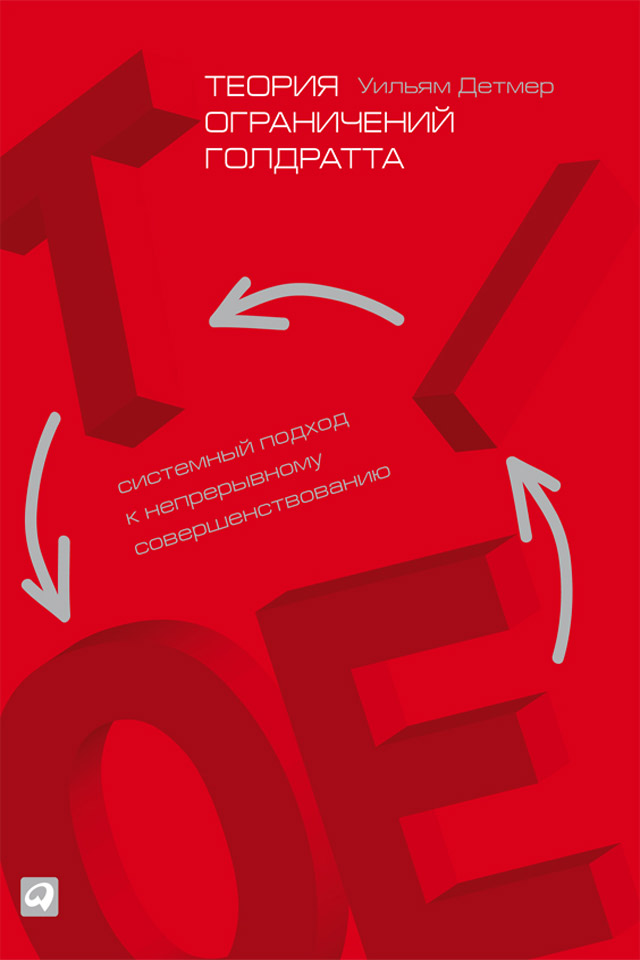 ТЕОРИЯ Уильям Детмер
ОГРАНИЧЕНИЙ
ГОЛДРАТТА
системный подход
к непрерывному
совершенствованию
Т I
О Е